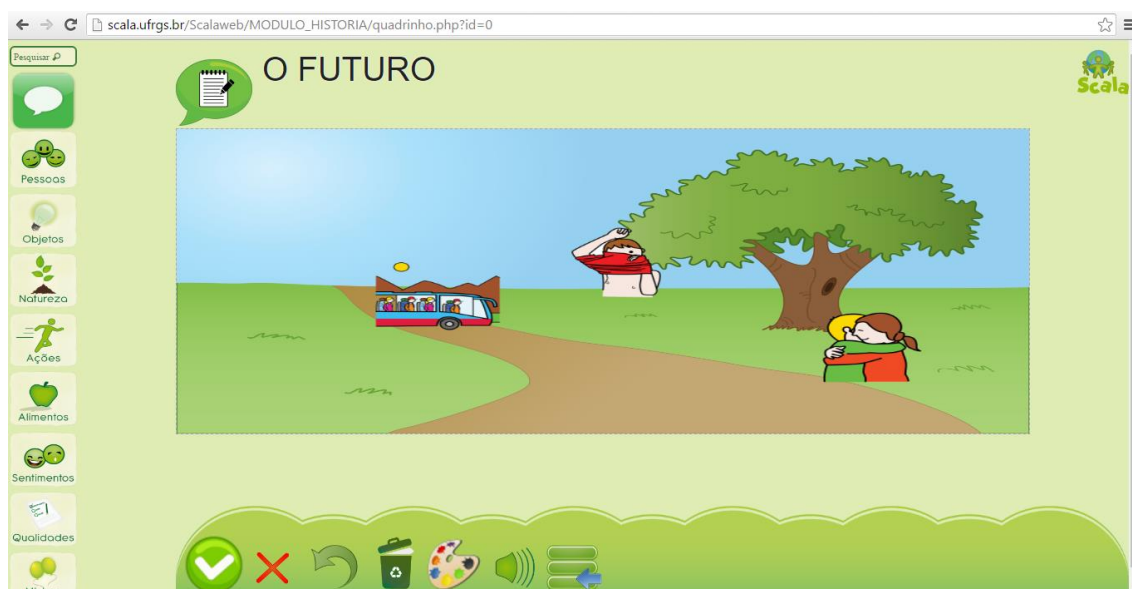 scala.ufrgs.br/Scalaweb/MODULO_HISTORIA/quadrinho.php?id=0
Pesquisar
O FUTURO
Scala
Pessoas
Objetos
Natureza
Ações
Alimentos
Sentimentos
Qualidades